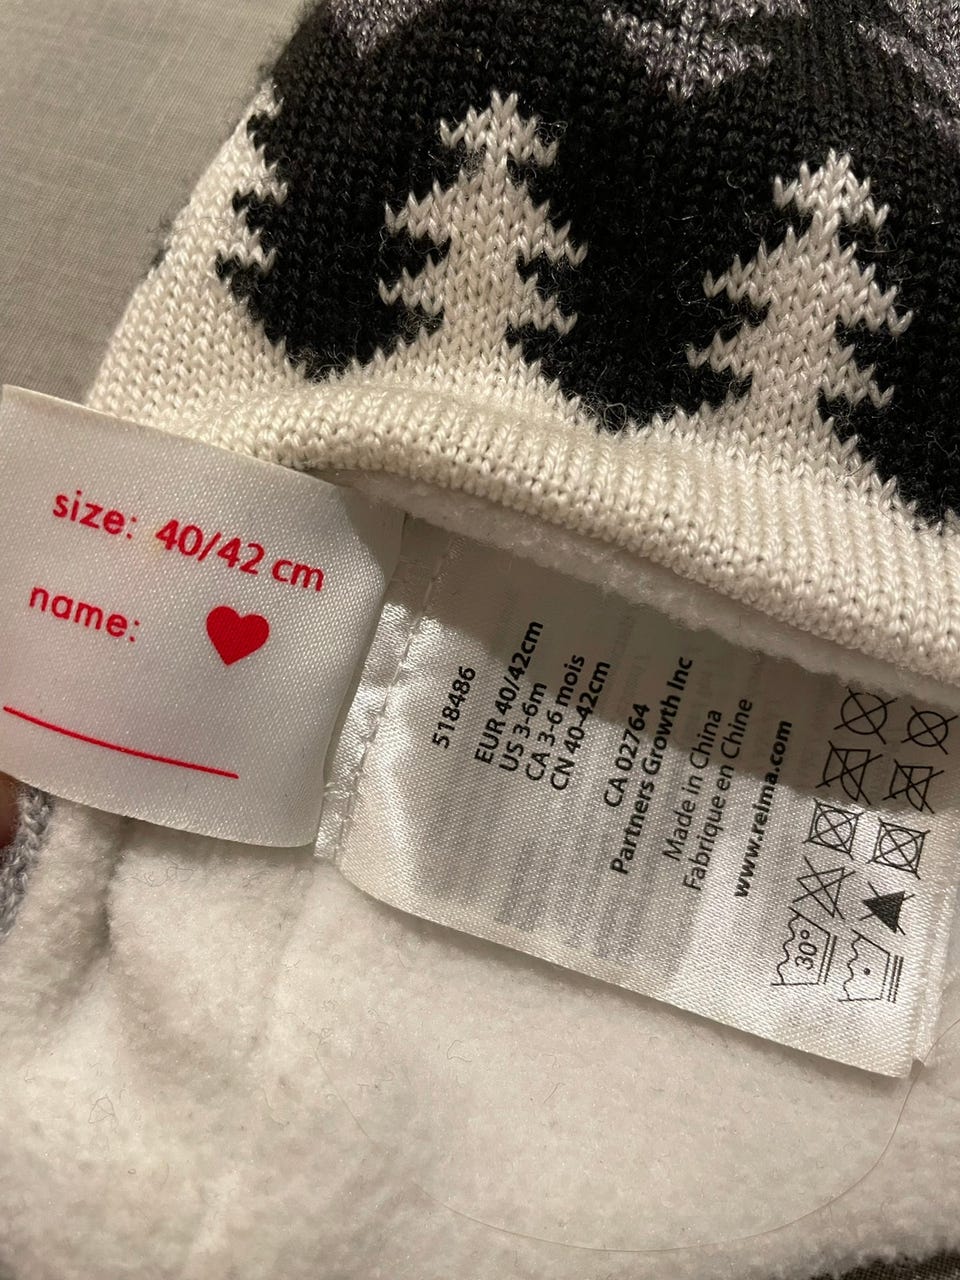 size: 40/42 cm
name:
518486
EUR 40/42cm
US 3-6m
CA 3-6 mois
CN 40-42cm
CA 02764
Partners Growth Inc
Made in China
Fabrique en Chine
www.reima.com
30°